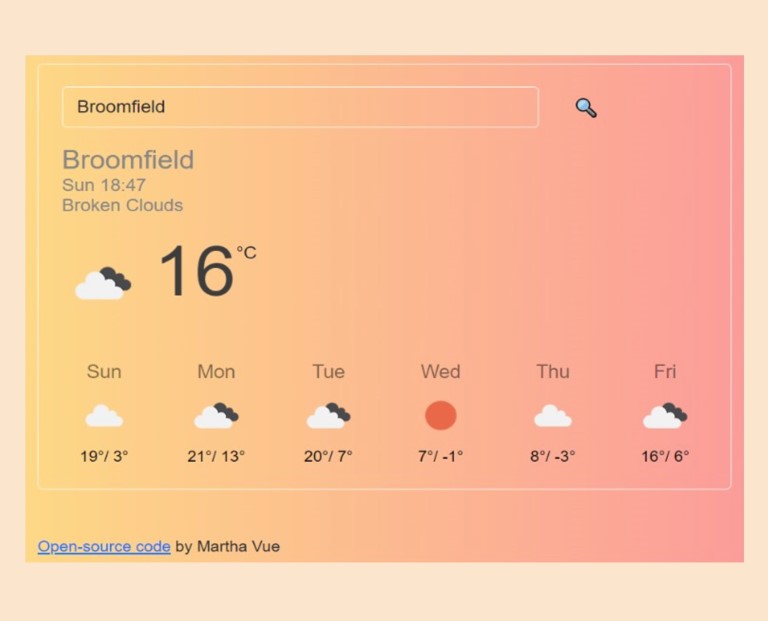 Broomfield
Broomfield
Sun 18:47
Broken Clouds
16 °C
Sun Mon Tue Wed Thu Fri
19°/ 3° 21°/ 13° 20°/ 7° 7°/ -1° 8°/ -3° 16°/ 6°
Open-source code by Martha Vue